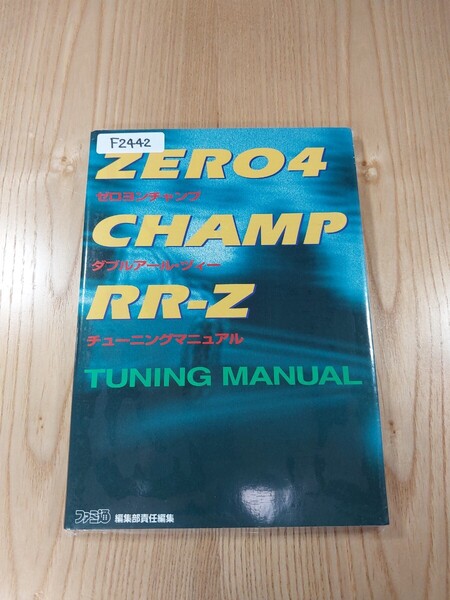 F2442
ZERO4
ゼロヨンチャンプ
CHAMP
ダブルアール・ヅィー
RR-Z
チューニングマニュアル
TUNING MANUAL
ファミ通 編集部責任編集